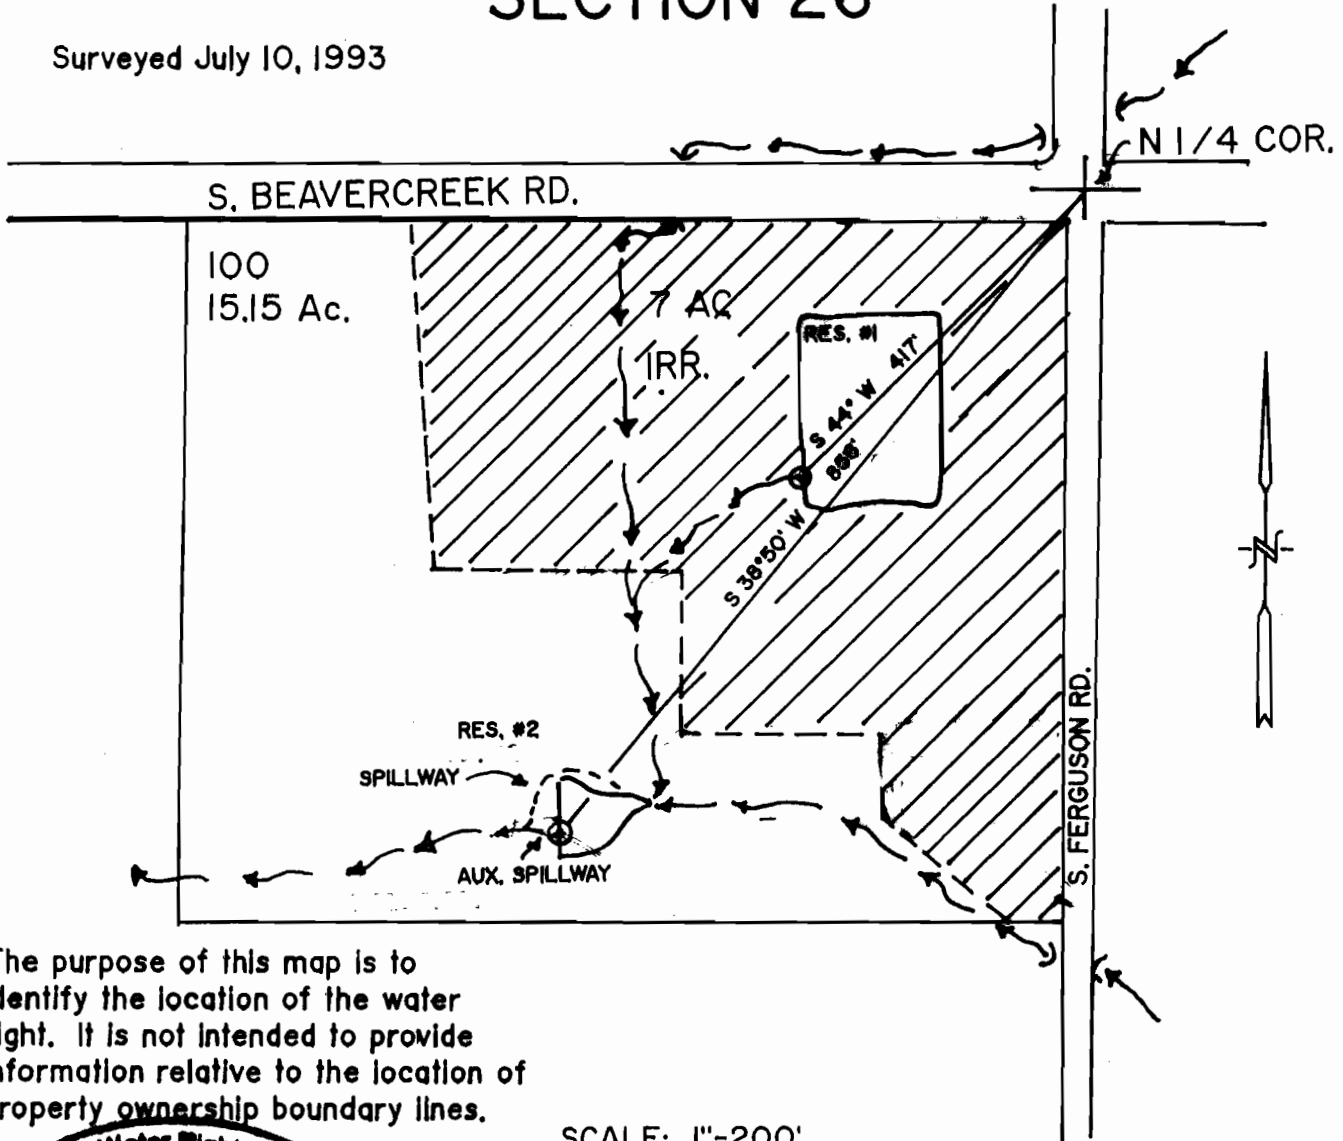 SECTION 26
Surveyed July 10, 1993
N 1/4 COR.
S. BEAVERCREEK RD.
100
15.15 Ac.
7 AC
IRR.
RES. #1
S 44° W 417'
S 38°50' W
S. FERGUSON RD.
N
RES. #2
SPILLWAY
AUX. SPILLWAY
The purpose of this map is to
identify the location of the water
right. It is not intended to provide
information relative to the location of
property ownership boundary lines.
Water Right
SCALE: 1"-200'